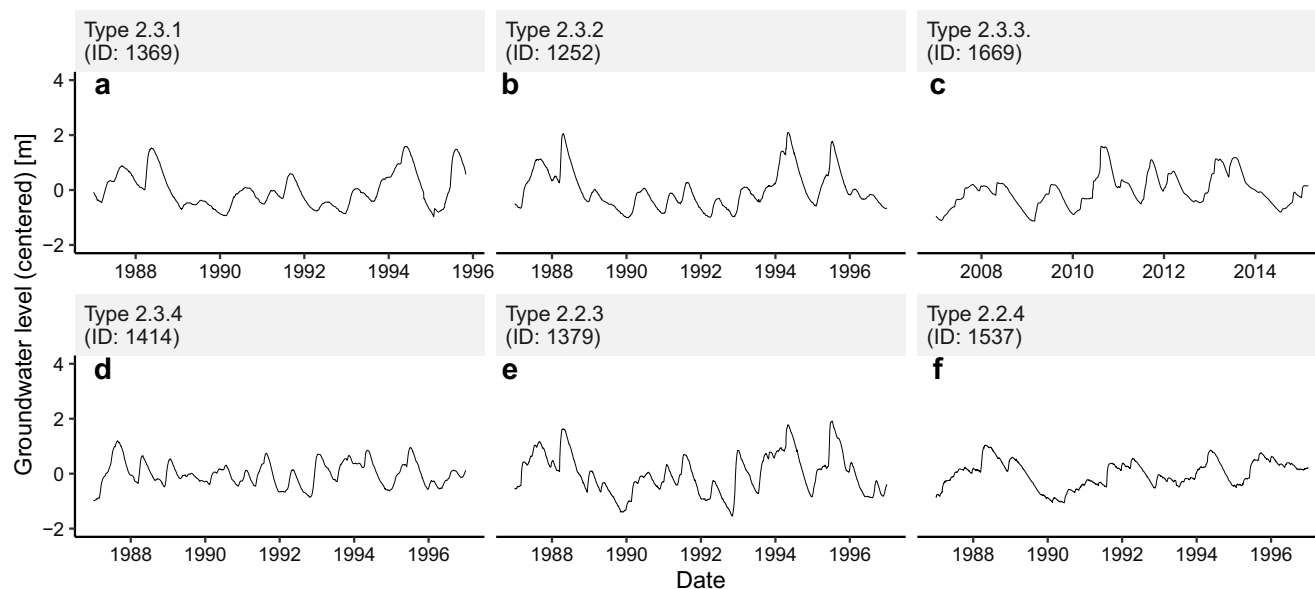 Type 2.3.1
(ID: 1369)
Type 2.3.2
(ID: 1252)
Type 2.3.3.
(ID: 1669)
a
b
c
4
2
0
−2
1988 1990 1992 1994 1996
1988 1990 1992 1994 1996
2008 2010 2012 2014
Groundwater level (centered) [m]
Type 2.3.4
(ID: 1414)
Type 2.2.3
(ID: 1379)
Type 2.2.4
(ID: 1537)
d
e
f
4
2
0
−2
1988 1990 1992 1994 1996
1988 1990 1992 1994 1996
1988 1990 1992 1994 1996
Date